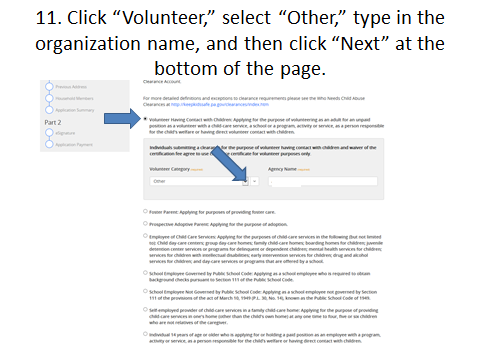 11. Click “Volunteer,” select “Other,” type in the
organization name, and then click “Next” at the
bottom of the page.
Previous Address
Household Members
Application Summary
Part 2
eSignature
Application Payment
Clearance Account.
For more detailed definitions and exceptions to clearance requirements please see the Who Needs Child Abuse
Clearances at http://keepkidssafe.pa.gov/clearances/index.htm
Volunteer Having Contact with Children: Applying for the purpose of volunteering as an adult for an unpaid
position as a volunteer with a child-care service, a school or a program, activity or service, as a person responsible
for the child's welfare or having direct volunteer contact with children.
Individuals submitting a clearan for the purpose of volunteer having contact with children and waiver of the
certification fee agree to use certificate for volunteer purposes only.
Volunteer Category
Agency Name
Other
Foster Parent: Applying for purposes of providing foster care.
Prospective Adoptive Parent: Applying for the purpose of adoption.
Employee of Child Care Services: Applying for the purposes of child-care services in the following (but not limited
to): Child day-care centers; group day-care homes; family child-care homes; boarding homes for children; juvenile
detention center services or programs for delinquent or dependent children; mental health services for children;
services for children with intellectual disabilities; early intervention services for children; drug and alcohol
services for children; and day-care services or programs that are offered by a school.
School Employee Governed by Public School Code: Applying as a school employee who is required to obtain
background checks pursuant to Section 111 of the Public School Code.
School Employee Not Governed by Public School Code: Applying as a school employee not governed by Section
111 of the provisions of the act of March 10, 1949 (P.L. 30, No. 14), known as the Public School Code of 1949.
Self-employed provider of child-care services in a family child-care home: Applying for the purpose of providing
child-care services in one's home (other than the child's own home) at any one time to four, five or six children
who are not relatives of the caregiver.
Individual 14 years of age or older who is applying for or holding a paid position as an employee with a program,
activity or service, as a person responsible for the child's welfare or having direct contact with children.